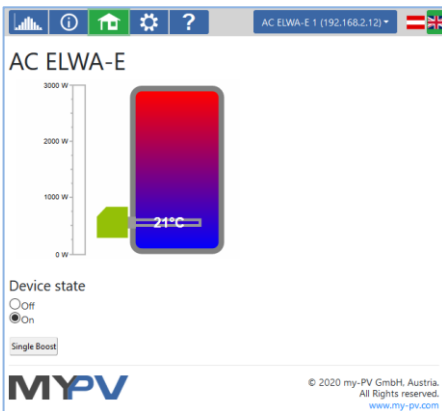 ?
AC ELWA-E 1 (192.168.2.12)
AC ELWA-E
3000 W
2000 W
1000 W
0 W
21°C
Device state
Off
On
Single Boost
MYPV
© 2020 my-PV GmbH, Austria.
All Rights reserved.
www.my-pv.com